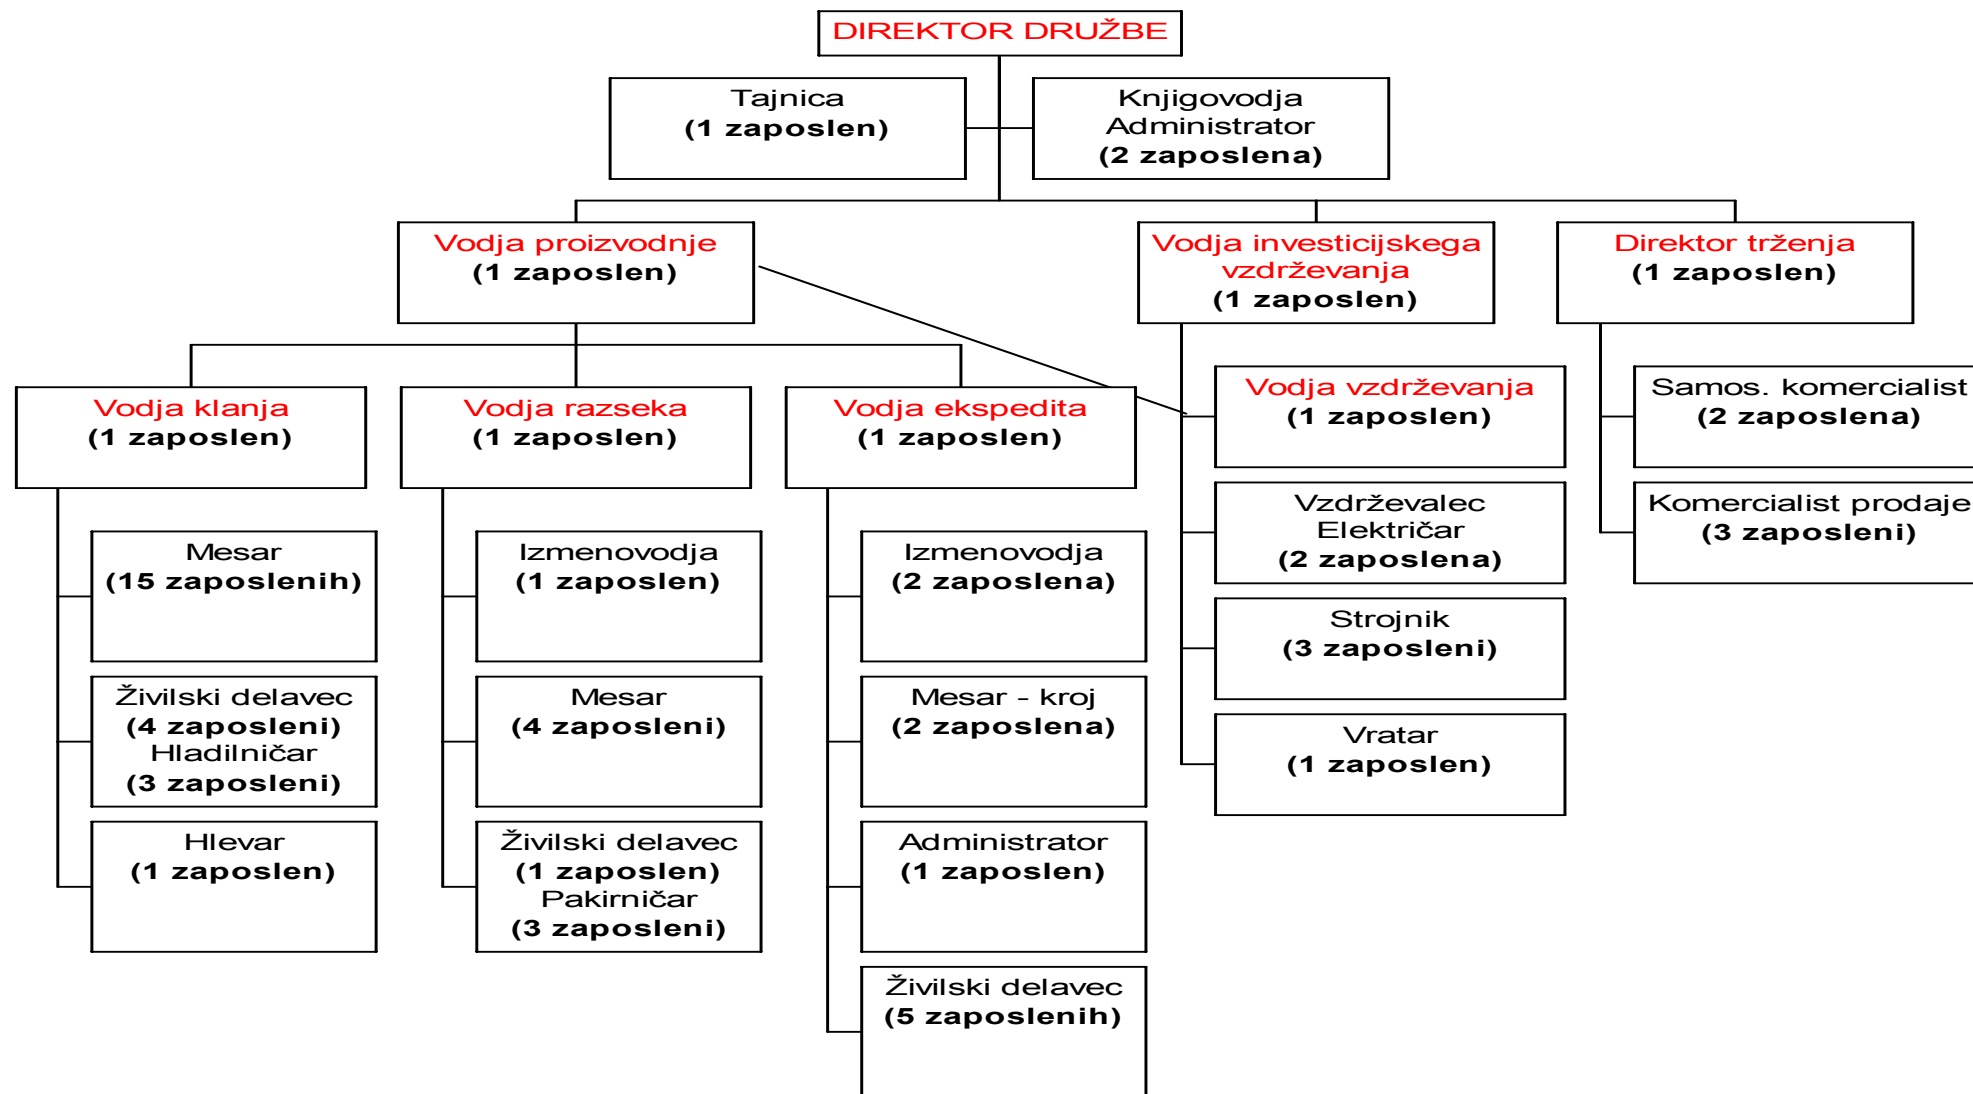 DIREKTOR DRUŽBE
Tajnica
(1 zaposlen)
Knjigovodja
Administrator
(2 zaposlena)
Vodja proizvodnje
(1 zaposlen)
Vodja investicijskega
vzdrževanja
(1 zaposlen)
Direktor trženja
(1 zaposlen)
Vodja klanja
(1 zaposlen)
Vodja razseka
(1 zaposlen)
Vodja ekspedita
(1 zaposlen)
Vodja vzdrževanja
(1 zaposlen)
Samos. komercialist
(2 zaposlena)
Vzdrževalec
Električar
(2 zaposlena)
Komercialist prodaje
(3 zaposleni)
Mesar
(15 zaposlenih)
Izmenovodja
(1 zaposlen)
Izmenovodja
(2 zaposlena)
Strojnik
(3 zaposleni)
Živilski delavec
(4 zaposleni)
Hladilničar
(3 zaposleni)
Mesar
(4 zaposleni)
Mesar - kroj
(2 zaposlena)
Vratar
(1 zaposlen)
Hlevar
(1 zaposlen)
Živilski delavec
(1 zaposlen)
Pakirničar
(3 zaposleni)
Administrator
(1 zaposlen)
Živilski delavec
(5 zaposlenih)